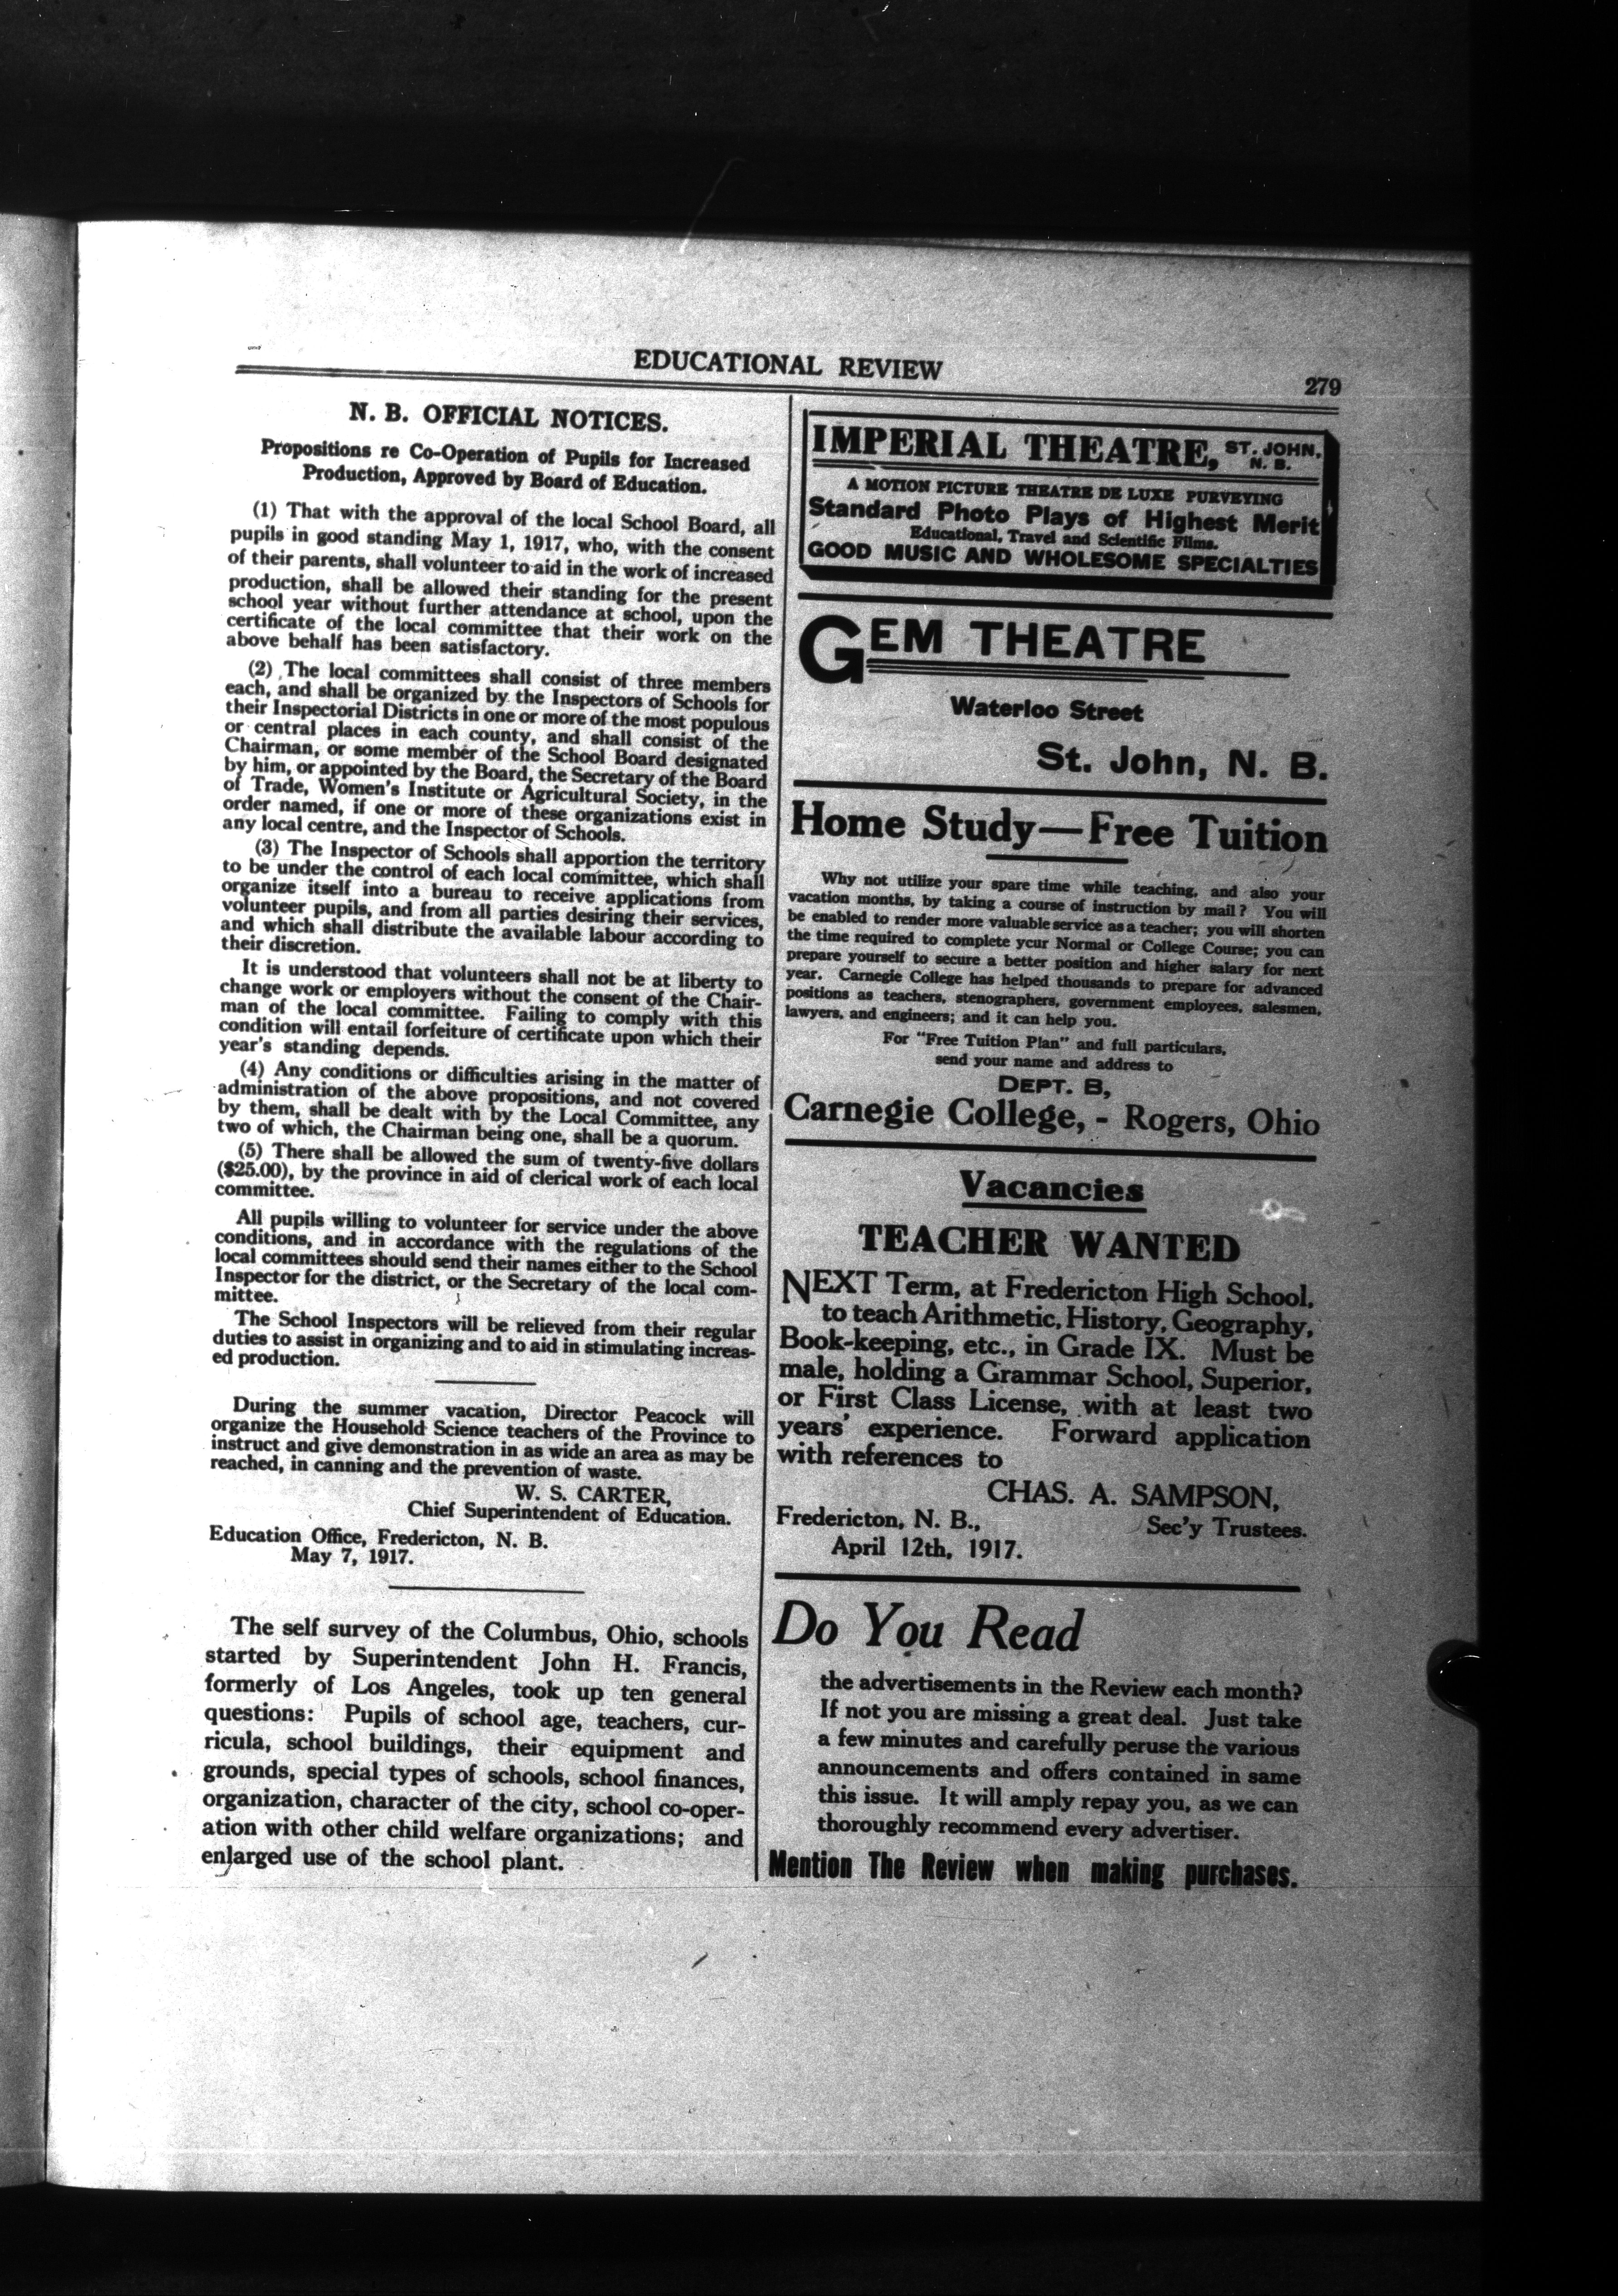 EDUCATIONAL REVIEW
279
N. B. OFFICIAL NOTICES.
Propositions re Co-Operation of Pupils for Increased
Production, Approved by Board of Education.
(1) That with the approval of the local School Board, all
pupils in good standing May 1, 1917, who, with the consent
of their parents, shall volunteer to aid in the work of increased
production, shall be allowed their standing for the present
school year without further attendance at school, upon the
certificate of the local committee that their work on the
above behalf has been satisfactory.
(2) The local committees shall consist of three members
each, and shall be organized by the Inspectors of Schools for
their Inspectorial Districts in one or more of the most populous
or central places in each county, and shall consist of the
Chairman, or some member of the School Board designated
by him, or appointed by the Board, the Secretary of the Board
of Trade, Women's Institute or Agricultural Society, in the
order named, if one or more of these organizations exist in
any local centre, and the Inspector of Schools.
(3) The Inspector of Schools shall apportion the territory
to be under the control of each local committee, which shall
organize itself into a bureau to receive applications from
volunteer pupils, and from all parties desiring their services,
and which shall distribute the available labour according to
their discretion.
It is understood that volunteers shall not be at liberty to
change work or employers without the consent of the Chair-
man of the local committee. Failing to comply with this
condition will entail forfeiture of certificate upon which their
year's standing depends.
(4) Any conditions or difficulties arising in the matter of
administration of the above propositions, and not covered
by them, shall be dealt with by the Local Committee, any
two of which, the Chairman being one, shall be a quorum.
(5) There shall be allowed the sum of twenty-five dollars
($25.00), by the province in aid of clerical work of each local
committee.
All pupils willing to volunteer for service under the above
conditions, and in accordance with the regulations of the
local committees should send their names either to the School
Inspector for the district, or the Secretary of the local com-
mittee.
The School Inspectors will be relieved from their regular
duties to assist in organizing and to aid in stimulating increas-
ed production.
During the summer vacation, Director Peacock will
organize the Household Science teachers of the Province to
instruct and give demonstration in as wide an area as may be
reached, in canning and the prevention of waste.
W. S. CARTER,
Chief Superintendent of Education.
Education Office, Fredericton, N. B.
May 7, 1917.
The self survey of the Columbus, Ohio, schools
started by Superintendent John H. Francis,
formerly of Los Angeles, took up ten general
questions: Pupils of school age, teachers, cur-
ricula, school buildings, their equipment and
grounds, special types of schools, school finances,
organization, character of the city, school co-oper-
ation with other child welfare organizations; and
enlarged use of the school plant.
IMPERIAL THEATRE, ST. JOHN,
N. B.
A MOTION PICTURE THEATRE DE LUXE PURVEYING
Standard Photo Plays of Highest Merit
Educational, Travel and Scientific Films.
GOOD MUSIC AND WHOLESOME SPECIALTIES
GEM THEATRE
Waterloo Street
St. John, N. B.
Home Study—Free Tuition
Why not utilize your spare time while teaching, and also your
vacation months, by taking a course of instruction by mail? You will
be enabled to render more valuable service as a teacher; you will shorten
the time required to complete ycur Normal or College Course; you can
prepare yourself to secure a better position and higher salary for next
year. Carnegie College has helped thousands to prepare for advanced
positions as teachers, stenographers, government employees, salesmen,
lawyers, and engineers; and it can help you.
For "Free Tuition Plan" and full particulars,
send your name and address to
DEPT. B,
Carnegie College, - Rogers, Ohio
Vacancies
TEACHER WANTED
NEXT Term, at Fredericton High School,
to teach Arithmetic, History, Geography,
Book-keeping, etc., in Grade IX. Must be
male, holding a Grammar School, Superior,
or First Class License, with at least two
years' experience. Forward application
with references to
CHAS. A. SAMPSON,
Sec'y Trustees.
Fredericton, N. B.,
April 12th, 1917.
Do You Read
the advertisements in the Review each month?
If not you are missing a great deal. Just take
a few minutes and carefully peruse the various
announcements and offers contained in same
this issue. It will amply repay you, as we can
thoroughly recommend every advertiser.
Mention The Review when making purchases.